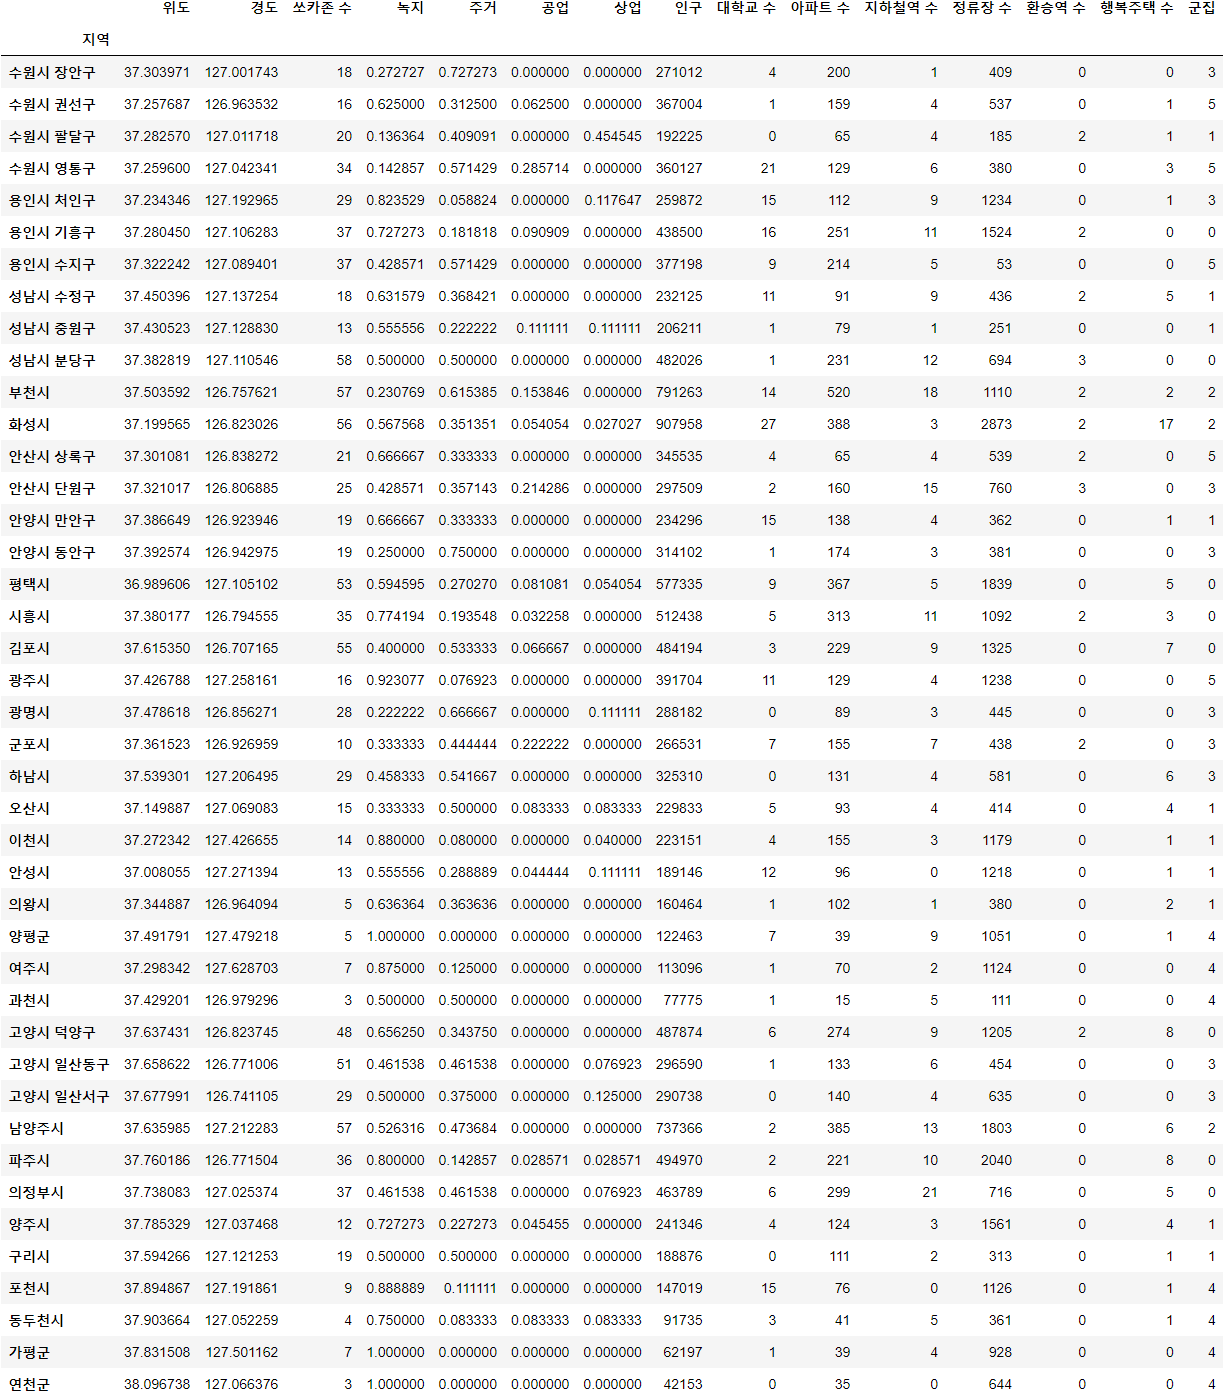 위도 경도 쏘카존 수 녹지 주거 공업 상업 인구 대학교 수 아파트 수 지하철역 수 정류장 수 환승역 수 행복주택 수 군집
지역
수원시 장안구 37.303971 127.001743 18 0.272727 0.727273 0.000000 0.000000 271012 4 200 1 409 0 0 3
수원시 권선구 37.257687 126.963532 16 0.625000 0.312500 0.062500 0.000000 367004 1 159 4 537 0 1 5
수원시 팔달구 37.282570 127.011718 20 0.136364 0.409091 0.000000 0.454545 192225 0 65 4 185 2 1 1
수원시 영통구 37.259600 127.042341 34 0.142857 0.571429 0.285714 0.000000 360127 21 129 6 380 0 3 5
용인시 처인구 37.234346 127.192965 29 0.823529 0.058824 0.000000 0.117647 259872 15 112 9 1234 0 1 3
용인시 기흥구 37.280450 127.106283 37 0.727273 0.181818 0.090909 0.000000 438500 16 251 11 1524 2 0 0
용인시 수지구 37.322242 127.089401 37 0.428571 0.571429 0.000000 0.000000 377198 9 214 5 53 0 0 5
성남시 수정구 37.450396 127.137254 18 0.631579 0.368421 0.000000 0.000000 232125 11 91 9 436 2 5 1
성남시 중원구 37.430523 127.128830 13 0.555556 0.222222 0.111111 0.111111 206211 1 79 1 251 0 0 1
성남시 분당구 37.382819 127.110546 58 0.500000 0.500000 0.000000 0.000000 482026 1 231 12 694 3 0 0
부천시 37.503592 126.757621 57 0.230769 0.615385 0.153846 0.000000 791263 14 520 18 1110 2 2 2
화성시 37.199565 126.823026 56 0.567568 0.351351 0.054054 0.027027 907958 27 388 3 2873 2 17 2
안산시 상록구 37.301081 126.838272 21 0.666667 0.333333 0.000000 0.000000 345535 4 65 4 539 2 0 5
안산시 단원구 37.321017 126.806885 25 0.428571 0.357143 0.214286 0.000000 297509 2 160 15 760 3 0 3
안양시 만안구 37.386649 126.923946 19 0.666667 0.333333 0.000000 0.000000 234296 15 138 4 362 0 1 1
안양시 동안구 37.392574 126.942975 19 0.250000 0.750000 0.000000 0.000000 314102 1 174 3 381 0 0 3
평택시 36.989606 127.105102 53 0.594595 0.270270 0.081081 0.054054 577335 9 367 5 1839 0 5 0
시흥시 37.380177 126.794555 35 0.774194 0.193548 0.032258 0.000000 512438 5 313 11 1092 2 3 0
김포시 37.615350 126.707165 55 0.400000 0.533333 0.066667 0.000000 484194 3 229 9 1325 0 7 0
광주시 37.426788 127.258161 16 0.923077 0.076923 0.000000 0.000000 391704 11 129 4 1238 0 0 5
광명시 37.478618 126.856271 28 0.222222 0.666667 0.000000 0.111111 288182 0 89 3 445 0 0 3
군포시 37.361523 126.926959 10 0.333333 0.444444 0.222222 0.000000 266531 7 155 7 438 2 0 3
하남시 37.539301 127.206495 29 0.458333 0.541667 0.000000 0.000000 325310 0 131 4 581 0 6 3
오산시 37.149887 127.069083 15 0.333333 0.500000 0.083333 0.083333 229833 5 93 4 414 0 4 1
이천시 37.272342 127.426655 14 0.880000 0.080000 0.000000 0.040000 223151 4 155 3 1179 0 1 1
안성시 37.008055 127.271394 13 0.555556 0.288889 0.044444 0.111111 189146 12 96 0 1218 0 1 1
의왕시 37.344887 126.964094 5 0.636364 0.363636 0.000000 0.000000 160464 1 102 1 380 0 2 1
양평군 37.491791 127.479218 5 1.000000 0.000000 0.000000 0.000000 122463 7 39 9 1051 0 1 4
여주시 37.298342 127.628703 7 0.875000 0.125000 0.000000 0.000000 113096 1 70 2 1124 0 0 4
과천시 37.429201 126.979296 3 0.500000 0.500000 0.000000 0.000000 77775 1 15 5 111 0 0 4
고양시 덕양구 37.637431 126.823745 48 0.656250 0.343750 0.000000 0.000000 487874 6 274 9 1205 2 8 0
고양시 일산동구 37.658622 126.771006 51 0.461538 0.461538 0.000000 0.076923 296590 1 133 6 454 0 0 3
고양시 일산서구 37.677991 126.741105 29 0.500000 0.375000 0.000000 0.125000 290738 0 140 4 635 0 0 3
남양주시 37.635985 127.212283 57 0.526316 0.473684 0.000000 0.000000 737366 2 385 13 1803 0 6 2
파주시 37.760186 126.771504 36 0.800000 0.142857 0.028571 0.028571 494970 2 221 10 2040 0 8 0
의정부시 37.738083 127.025374 37 0.461538 0.461538 0.000000 0.076923 463789 6 299 21 716 0 5 0
양주시 37.785329 127.037468 12 0.727273 0.227273 0.045455 0.000000 241346 4 124 3 1561 0 4 1
구리시 37.594266 127.121253 19 0.500000 0.500000 0.000000 0.000000 188876 0 111 2 313 0 1 1
포천시 37.894867 127.191861 9 0.888889 0.111111 0.000000 0.000000 147019 15 76 0 1126 0 1 4
동두천시 37.903664 127.052259 4 0.750000 0.083333 0.083333 0.083333 91735 3 41 5 361 0 1 4
가평군 37.831508 127.501162 7 1.000000 0.000000 0.000000 0.000000 62197 1 39 4 928 0 0 4
연천군 38.096738 127.066376 3 1.000000 0.000000 0.000000 0.000000 42153 0 35 0 644 0 0 4